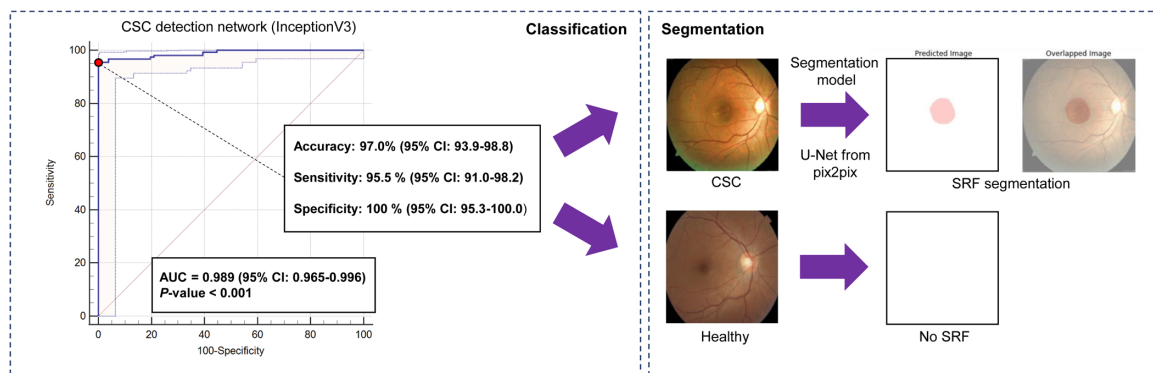 CSC detection network (InceptionV3)
Classification
100
80
60
40
20
0
Sensitivity
0
20
40
60
80
100
100-Specificity
Accuracy: 97.0% (95% CI: 93.9-98.8)
Sensitivity: 95.5 % (95% CI: 91.0-98.2)
Specificity: 100 % (95% CI: 95.3-100.0)
AUC = 0.989 (95% CI: 0.965-0.996)
P-value < 0.001
Segmentation
CSC
Segmentation
model
U-Net from
pix2pix
Predicted Image
Overlapped Image
SRF segmentation
Healthy
No SRF